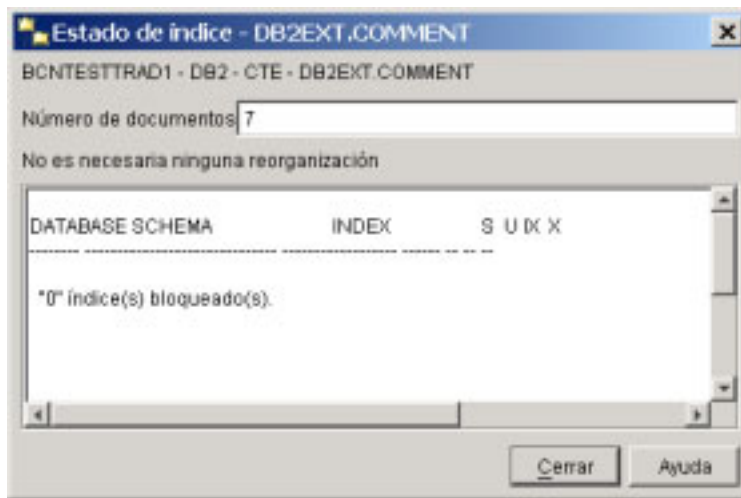 Estado de índice - DB2EXT.COMMENT
BCNTESTTRAD1 - DB2 - CTE - DB2EXT.COMMENT
Número de documentos 7
No es necesaria ninguna reorganización
DATABASE SCHEMA INDEX S U IX X
-------- ------------------------------ ------------------ ------ -- -- --
"0" índice(s) bloqueado(s).
Cerrar Ayuda